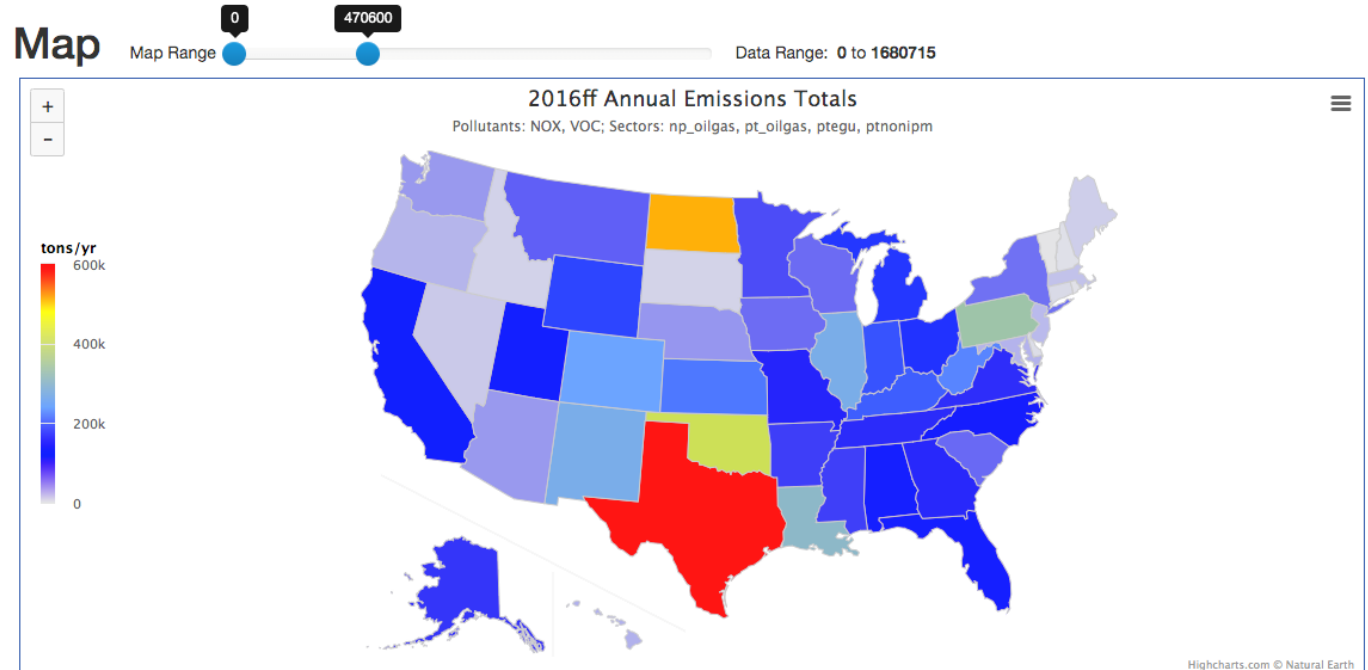 0
470600
Map
Map Range
Data Range: 0 to 1680715
+
−
2016ff Annual Emissions Totals
Pollutants: NOX, VOC; Sectors: np_oilgas, pt_oilgas, ptegu, ptnonipm
tons/yr
600k
400k
200k
0
Highcharts.com © Natural Earth